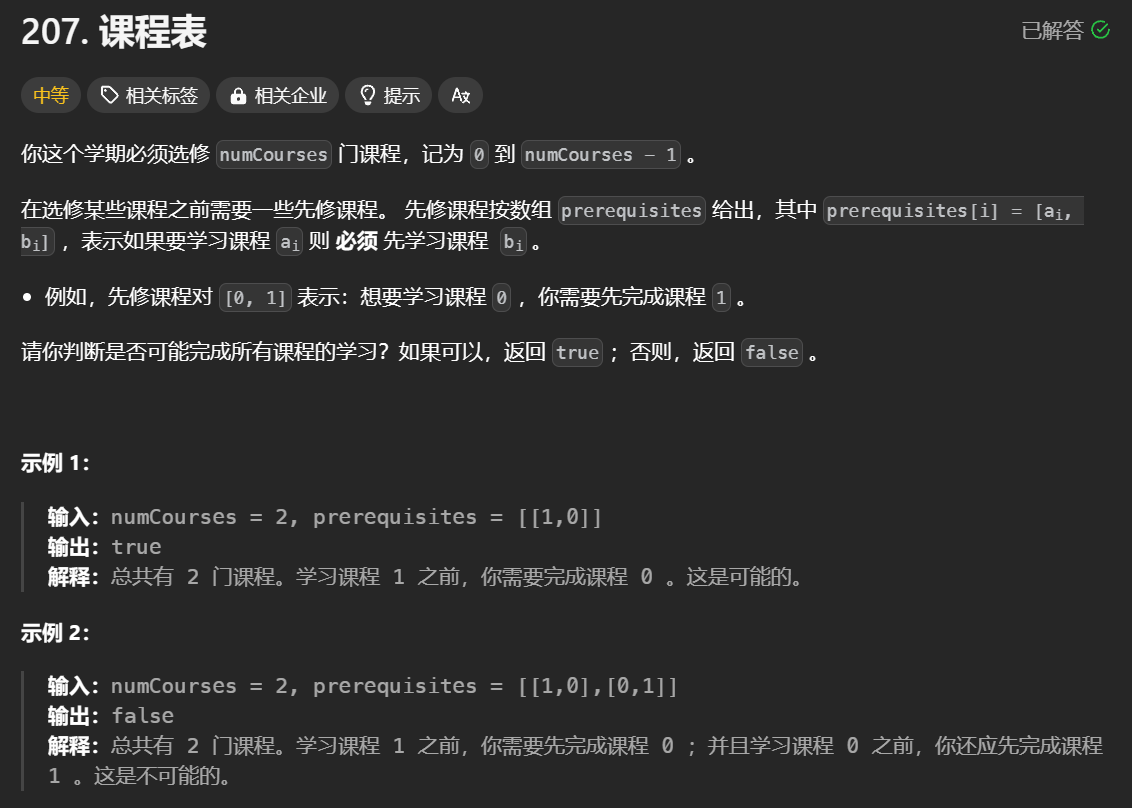 207. 课程表
已解答
中等 相关标签 相关企业 提示 Ax
你这个学期必须选修 numCourses 门课程，记为 0 到 numCourses - 1 。
在选修某些课程之前需要一些先修课程。 先修课程按数组 prerequisites 给出，其中 prerequisites[i] = [ai,
bi] ，表示如果要学习课程 ai 则 必须 先学习课程 bi 。
• 例如，先修课程对 [0, 1] 表示：想要学习课程 0 ，你需要先完成课程 1 。
请你判断是否可能完成所有课程的学习？如果可以，返回 true ；否则，返回 false 。
示例 1：
输入：numCourses = 2, prerequisites = [[1,0]]
输出：true
解释：总共有 2 门课程。学习课程 1 之前，你需要完成课程 0 。这是可能的。
示例 2：
输入：numCourses = 2, prerequisites = [[1,0],[0,1]]
输出：false
解释：总共有 2 门课程。学习课程 1 之前，你需要先完成课程 0 ；并且学习课程 0 之前，你还应先完成课程
1 。这是不可能的。